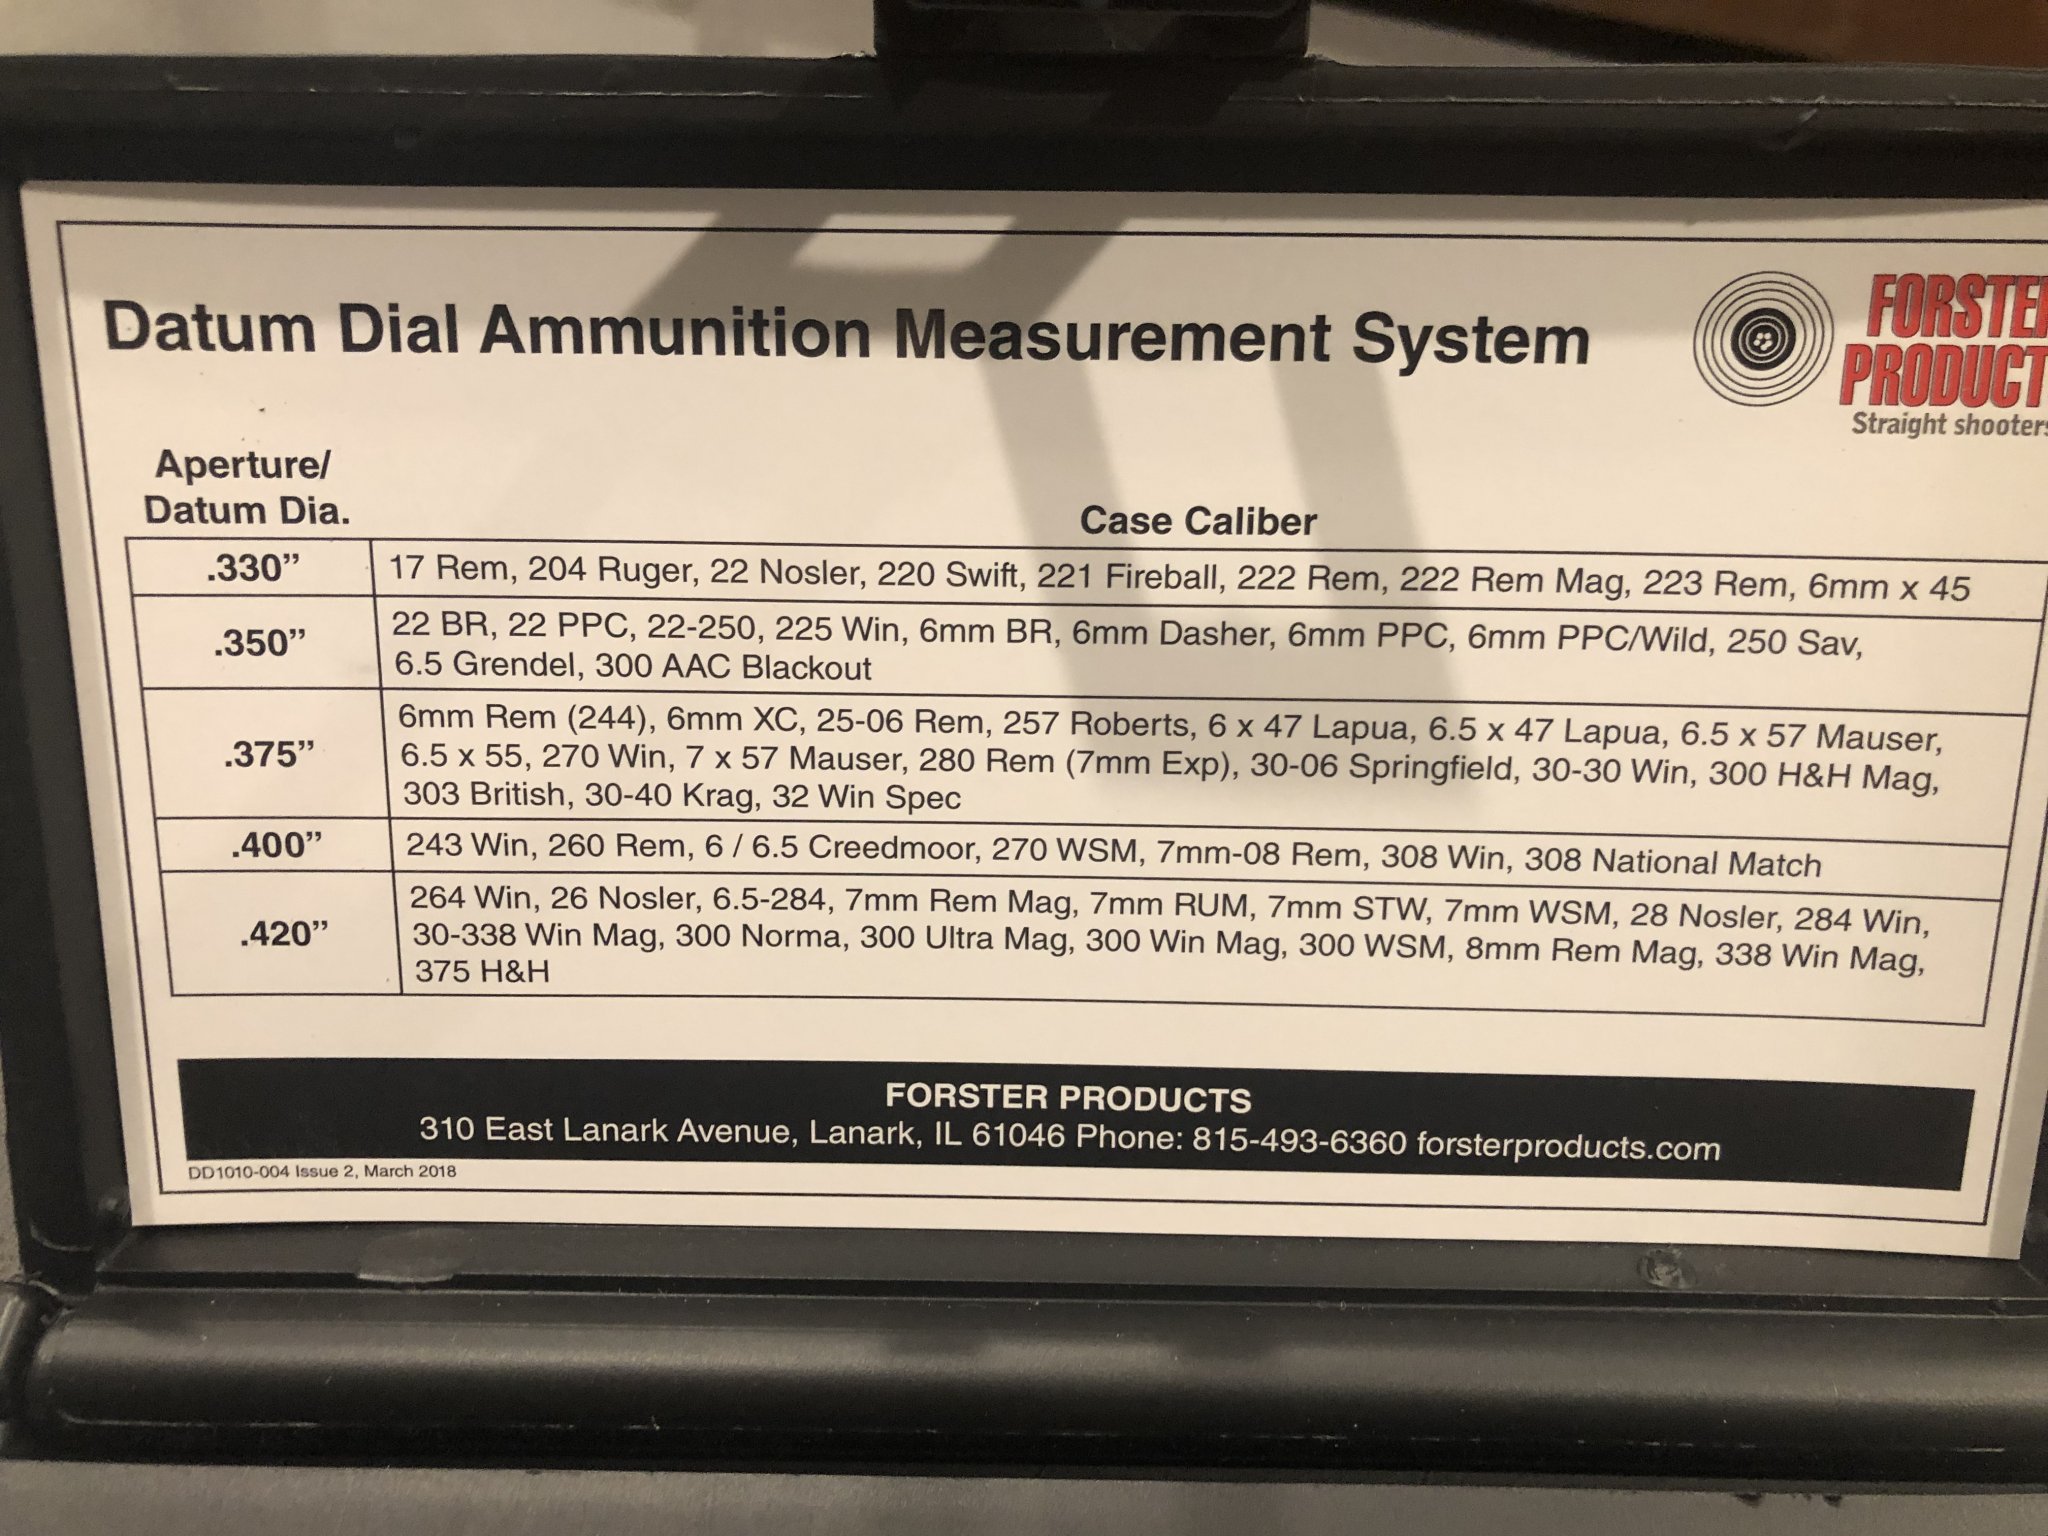 Datum Dial Ammunition Measurement System
FORSTE
PRODUCT
Straight shooters
Aperture/
Datum Dia.
Case Caliber
.330” 17 Rem, 204 Ruger, 22 Nosler, 220 Swift, 221 Fireball, 222 Rem, 222 Rem Mag, 223 Rem, 6mm x 45
.350” 22 BR, 22 PPC, 22-250, 225 Win, 6mm BR, 6mm Dasher, 6mm PPC, 6mm PPC/Wild, 250 Sav,
6.5 Grendel, 300 AAC Blackout
.375” 6mm Rem (244), 6mm XC, 25-06 Rem, 257 Roberts, 6 x 47 Lapua, 6.5 x 47 Lapua, 6.5 x 57 Mauser,
6.5 x 55, 270 Win, 7 x 57 Mauser, 280 Rem (7mm Exp), 30-06 Springfield, 30-30 Win, 300 H&H Mag,
303 British, 30-40 Krag, 32 Win Spec
.400” 243 Win, 260 Rem, 6 / 6.5 Creedmoor, 270 WSM, 7mm-08 Rem, 308 Win, 308 National Match
.420” 264 Win, 26 Nosler, 6.5-284, 7mm Rem Mag, 7mm RUM, 7mm STW, 7mm WSM, 28 Nosler, 284 Win,
30-338 Win Mag, 300 Norma, 300 Ultra Mag, 300 Win Mag, 300 WSM, 8mm Rem Mag, 338 Win Mag,
375 H&H
FORSTER PRODUCTS
310 East Lanark Avenue, Lanark, IL 61046 Phone: 815-493-6360 forsterproducts.com
DD1010-004 Issue 2, March 2018